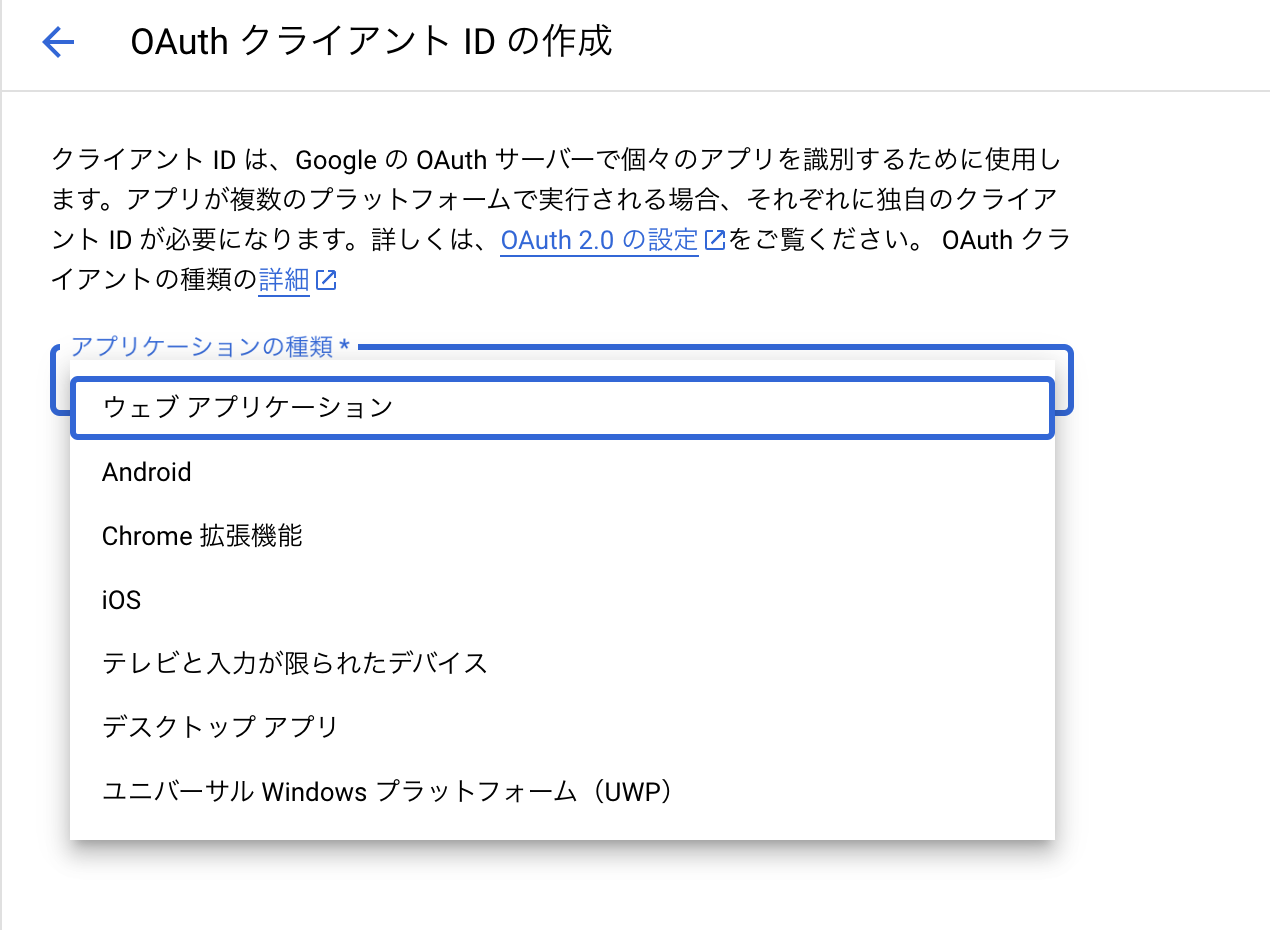 OAuth クライアント ID の作成
クライアント ID は、Google の OAuth サーバーで個々のアプリを識別するために使用し
ます。アプリが複数のプラットフォームで実行される場合、それぞれに独自のクライア
ント ID が必要になります。詳しくは、OAuth 2.0 の設定をご覧ください。 OAuth クラ
イアントの種類の詳細
アプリケーションの種類 *
ウェブ アプリケーション
Android
Chrome 拡張機能
iOS
テレビと入力が限られたデバイス
デスクトップ アプリ
ユニバーサル Windows プラットフォーム（UWP）